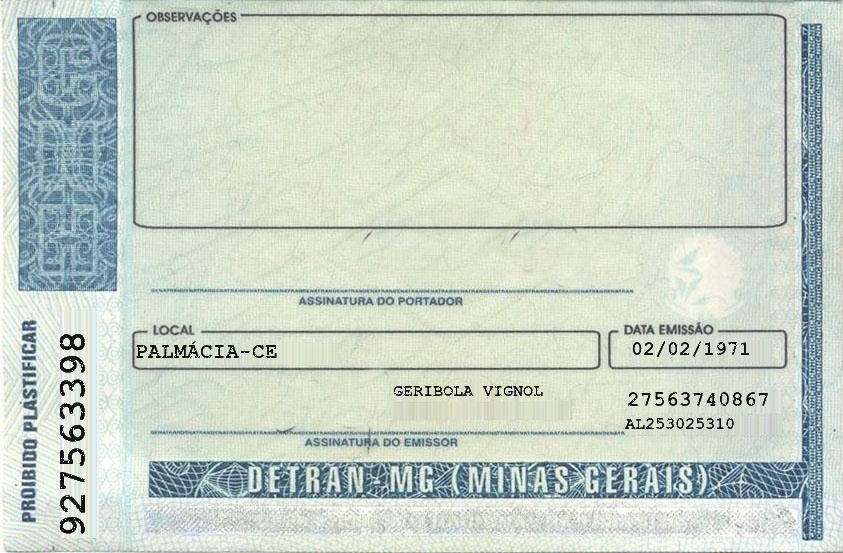 OBSERVAÇÕES
ASSINATURA DO PORTADOR
LOCAL
DATA EMISSÃO
PALMÁCIA-CE
02/02/1971
GERIBOLA VIGNOL
27563740867
AL253025310
ASSINATURA DO EMISSOR
DETRAN-MG (MINAS GERAIS)
PROIBIDO PLASTIFICAR
927563398